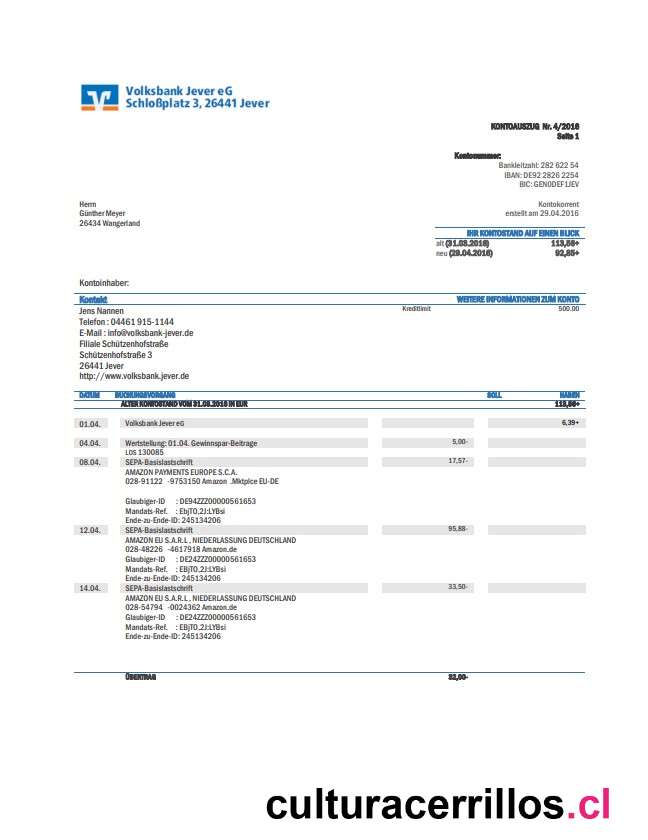 Volksbank Jever eG
Schloßplatz 3, 26441 Jever
KONTOAUSZUG Nr. 4/2016
Seite 1
Kontonummer:
Bankleitzahl: 282 622 54
IBAN: DE92 2826 2254
BIC: GENODEF1JEV
Herrn
Günther Meyer
26434 Wangerland
Kontokorrent
erstellt am 29.04.2016
IHR KONTOSTAND AUF EINEN BLICK
alt (31.03.2016) 113,56+
neu (29.04.2016) 92,85+
Kontoinhaber:
Kontakt WEITERE INFORMATIONEN ZUM KONTO
Jens Nannen Kreditlimit 500.00
Telefon : 04461 915-1144
E-Mail : info@volksbank-jever.de
Filiale Schützenhofstraße
Schützenhofstraße 3
26441 Jever
http://www.volksbank.jever.de
DATUM BUCHUNGSVORGANG SOLL HABEN
ALTER KONTOSTAND VOM 31.03.2016 IN EUR 113,56+
01.04. Volksbank Jever eG 6,39+
04.04. Wertstellung: 01.04. Gewinnspar-Beitrage 5,00-
LOS 130085
08.04. SEPA-Basislastschrift 17,57-
AMAZON PAYMENTS EUROPE S.C.A.
028-91122 -9753150 Amazon .Mktplce EU-DE
Glaubiger-ID : DE94ZZZ00000561653
Mandats-Ref. : EbjTO,2J:LYBsi
Ende-zu-Ende-ID: 245134206
12.04. SEPA-Basislastschrift 95,88-
AMAZON EU S.A.R.L , NIEDERLASSUNG DEUTSCHLAND
028-48226 -4617918 Amazon.de
Glaubiger-ID : DE24ZZZ00000561653
Mandats-Ref. : EBjTO,2J:LYBsi
Ende-zu-Ende-ID: 245134206
14.04. SEPA-Basislastschrift 33,50-
AMAZON EU S.A.R.L , NIEDERLASSUNG DEUTSCHLAND
028-54794 -0024362 Amazon.de
Glaubiger-ID : DE24ZZZ00000561653
Mandats-Ref. : EBjTO,2J:LYBsi
Ende-zu-Ende-ID: 245134206
ÜBERTRAG 32,00-
culturacerrillos.cl